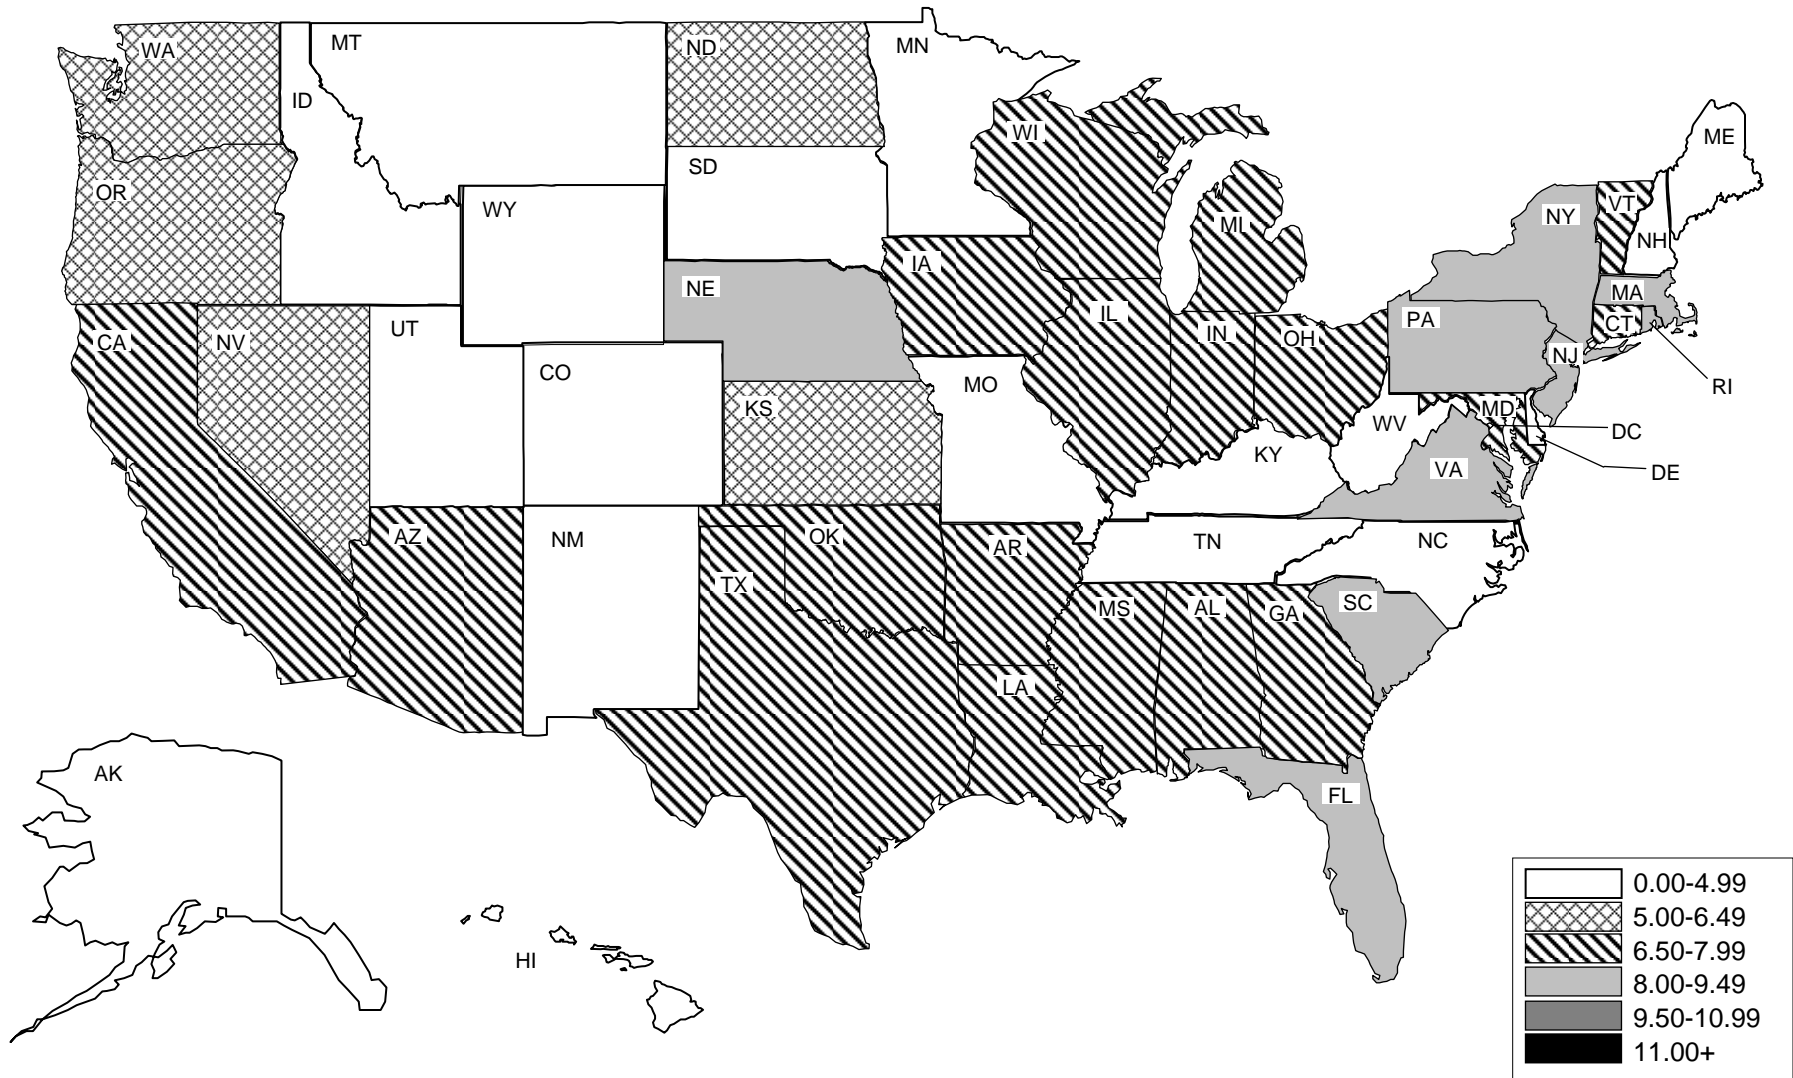 WA
MT
ND
MN
ID
WI
ME
SD
OR
WY
VT
NY
MI
NH
IA
NE
MA
IL
PA
CT
UT
CA
NV
IN
OH
NJ
CO
MO
RI
KS
MD
WV
DC
KY
VA
DE
AZ
NM
OK
AR
TN
NC
TX
MS
AL
GA
SC
LA
AK
FL
HI
0.00-4.99
5.00-6.49
6.50-7.99
8.00-9.49
9.50-10.99
11.00+